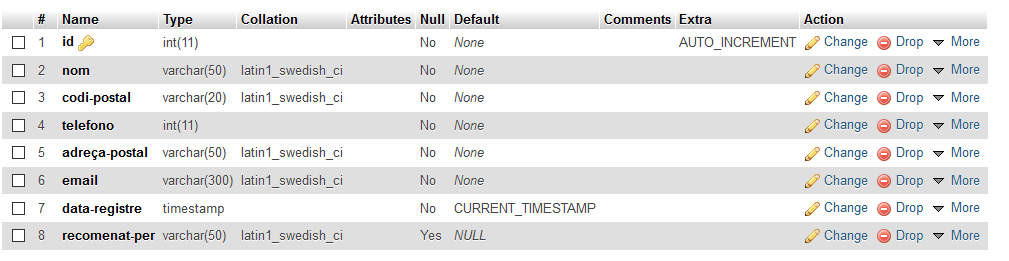 # Name Type Collation Attributes Null Default Comments Extra Action
1 id int(11) No None AUTO_INCREMENT Change Drop More
2 nom varchar(50) latin1_swedish_ci No None Change Drop More
3 codi-postal varchar(20) latin1_swedish_ci No None Change Drop More
4 telefono int(11) No None Change Drop More
5 adreça-postal varchar(50) latin1_swedish_ci No None Change Drop More
6 email varchar(300) latin1_swedish_ci No None Change Drop More
7 data-registre timestamp No CURRENT_TIMESTAMP Change Drop More
8 recomenat-per varchar(50) latin1_swedish_ci Yes NULL Change Drop More